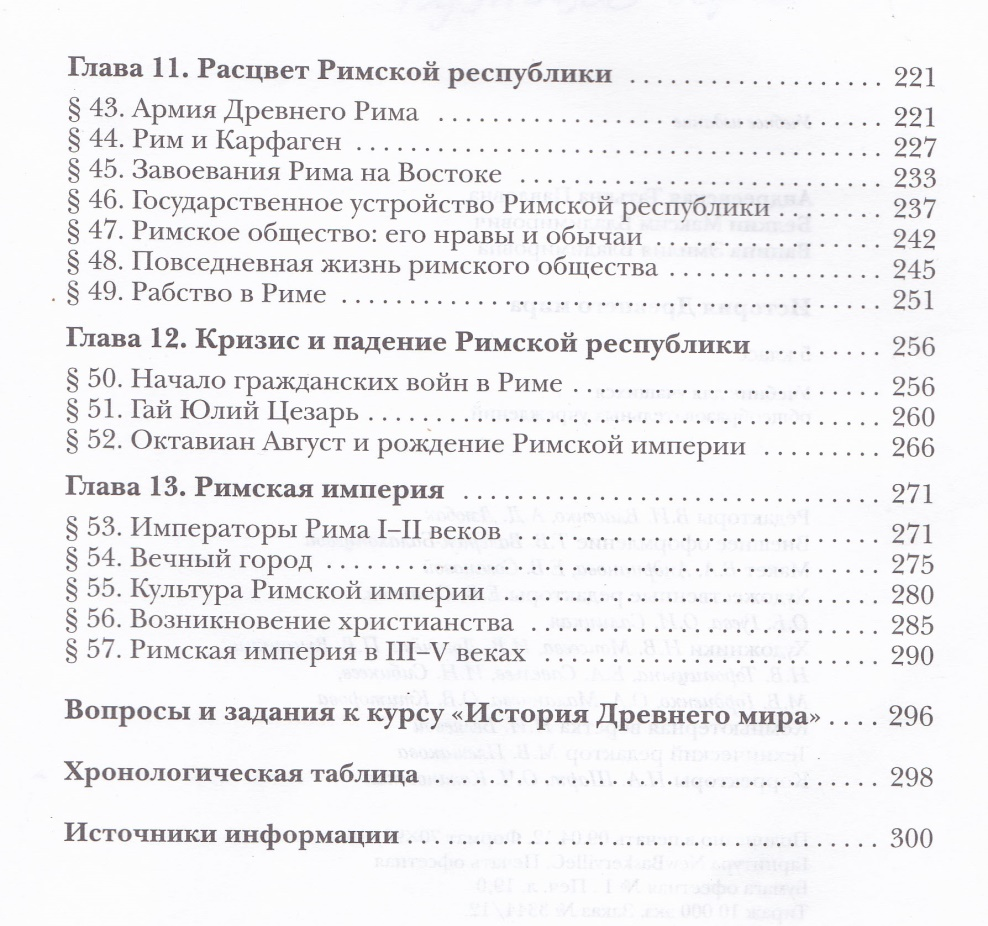 Глава 11. Расцвет Римской республики ..................... 221
§ 43. Армия Древнего Рима ..................... 221
§ 44. Рим и Карфаген ..................... 227
§ 45. Завоевания Рима на Востоке ..................... 233
§ 46. Государственное устройство Римской республики ....... 237
§ 47. Римское общество: его нравы и обычаи ............... 242
§ 48. Повседневная жизнь римского общества .............. 245
§ 49. Рабство в Риме ..................... 251
Глава 12. Кризис и падение Римской республики .......... 256
§ 50. Начало гражданских войн в Риме ..................... 256
§ 51. Гай Юлий Цезарь ..................... 260
§ 52. Октавиан Август и рождение Римской империи ........ 266
Глава 13. Римская империя ..................... 271
§ 53. Императоры Рима I–II веков ..................... 271
§ 54. Вечный город ..................... 275
§ 55. Культура Римской империи ..................... 280
§ 56. Возникновение христианства ..................... 285
§ 57. Римская империя в III–V веках ..................... 290
Вопросы и задания к курсу «История Древнего мира» .... 296
Хронологическая таблица ..................... 298
Источники информации ..................... 300